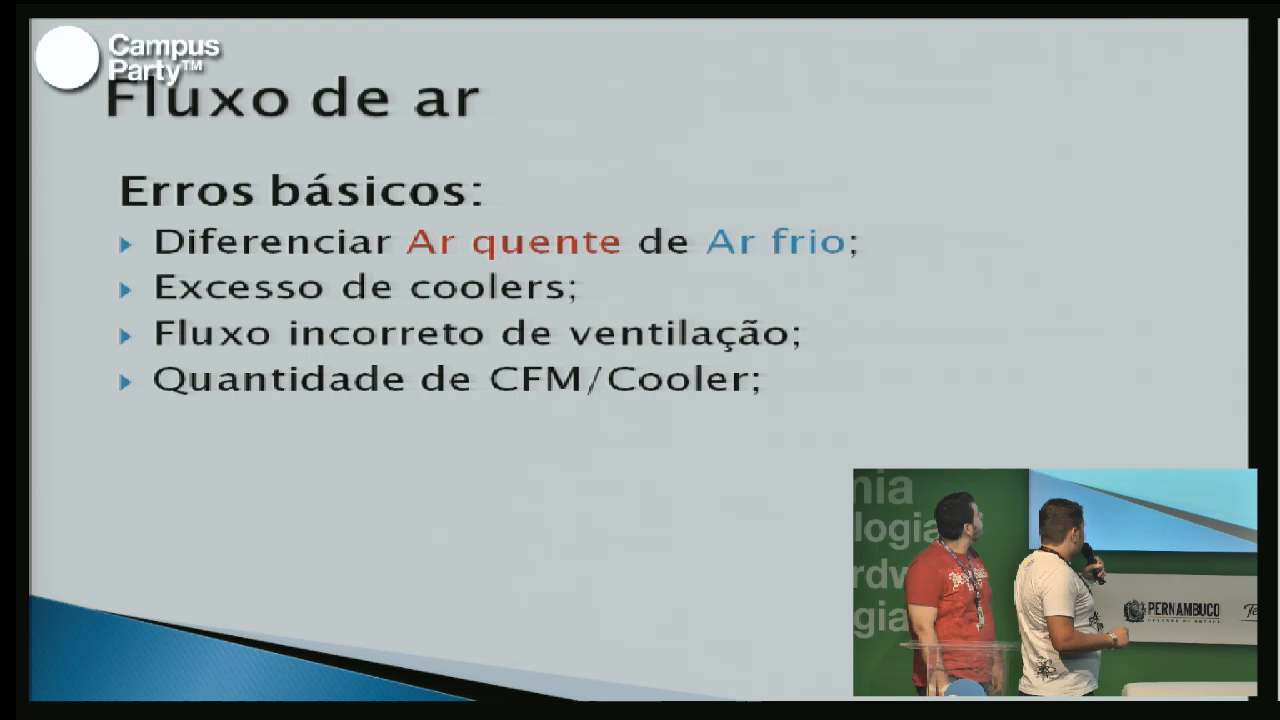 Campus
Party™
Fluxo de ar
Erros básicos:
Diferenciar Ar quente de Ar frio;
Excesso de coolers;
Fluxo incorreto de ventilação;
Quantidade de CFM/Cooler;
PERNAMBUCO